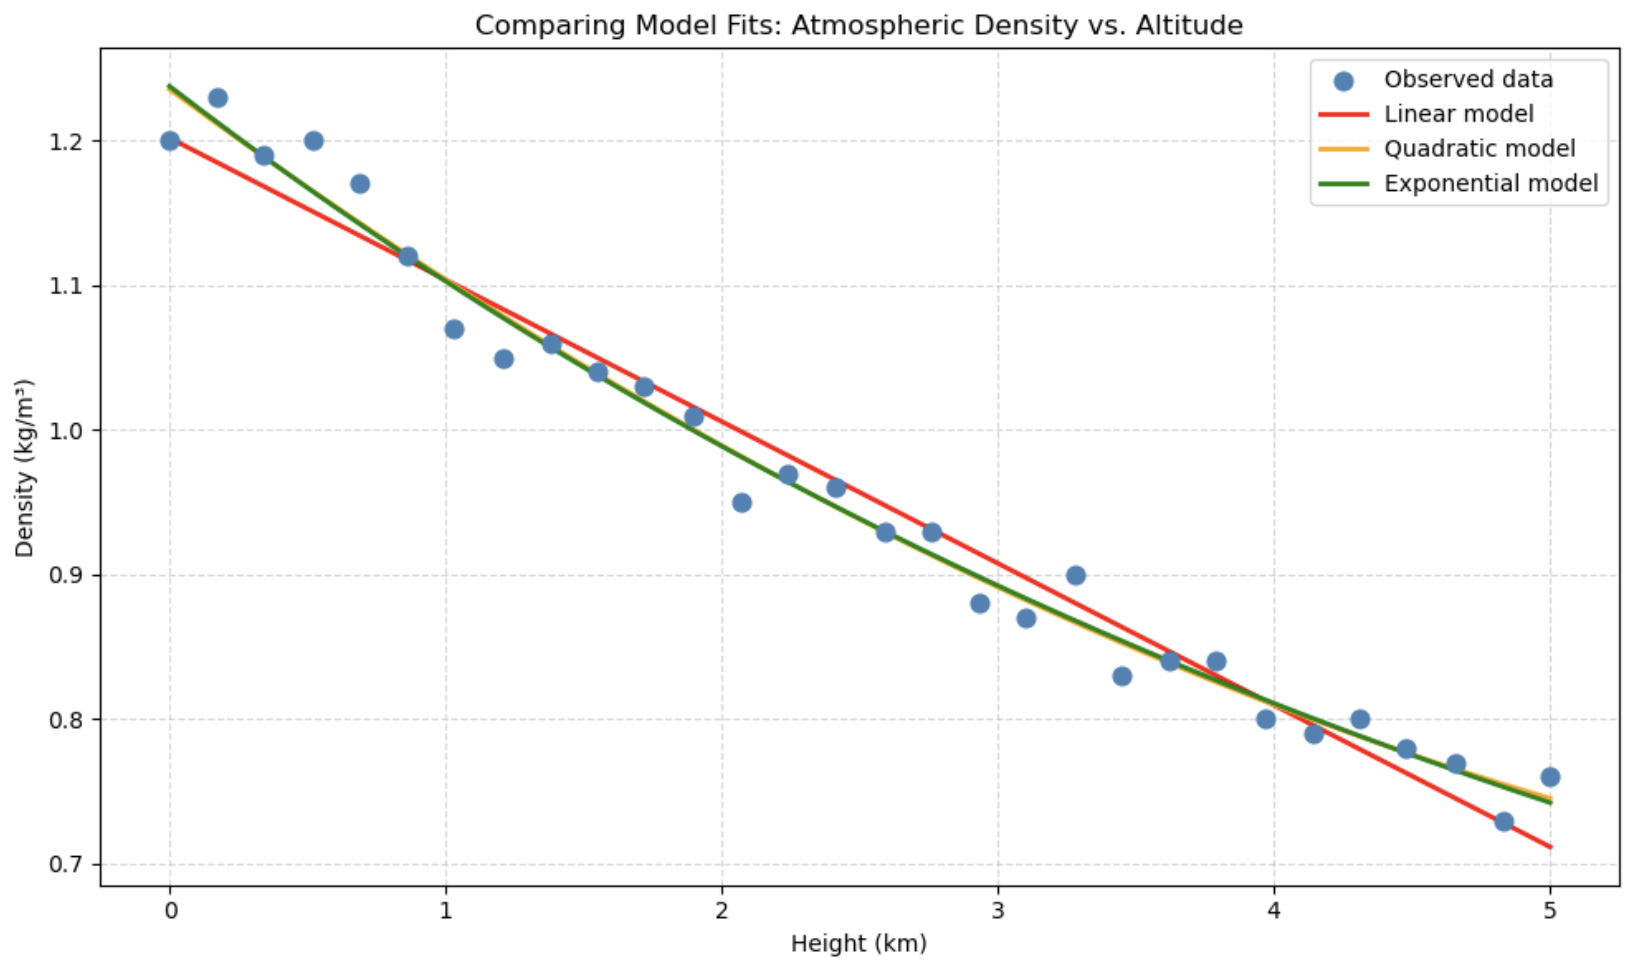 Comparing Model Fits: Atmospheric Density vs. Altitude
Observed data
Linear model
Quadratic model
Exponential model
Density (kg/m³)
1.2
1.1
1.0
0.9
0.8
0.7
0 1 2 3 4 5
Height (km)